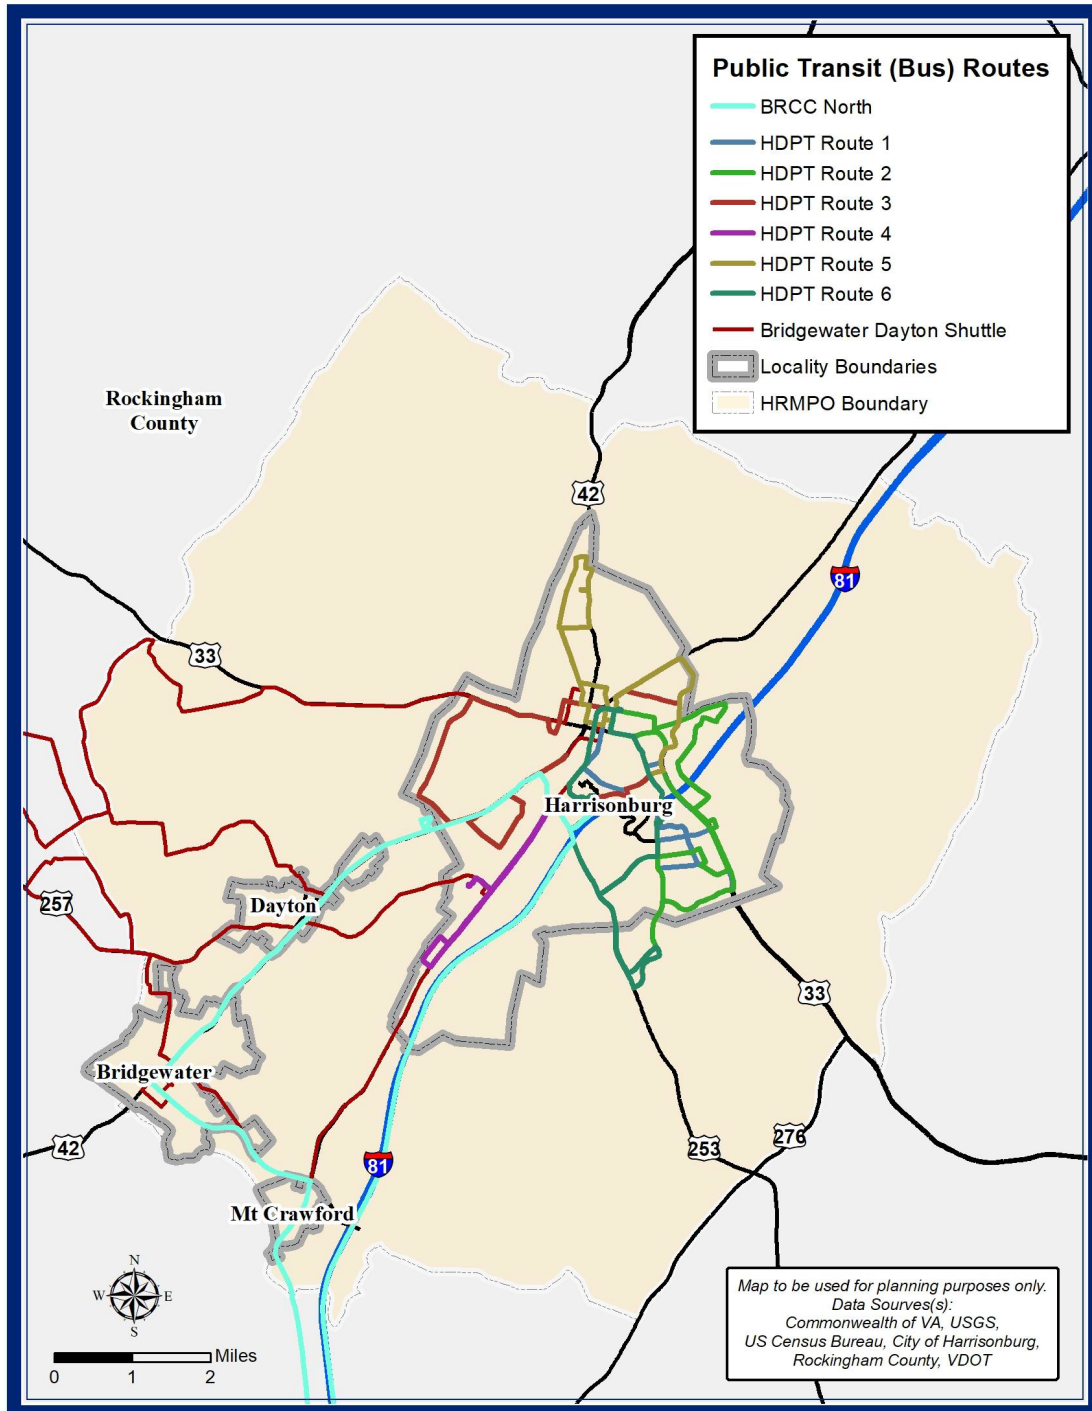 Public Transit (Bus) Routes
BRCC North
HDPT Route 1
HDPT Route 2
HDPT Route 3
HDPT Route 4
HDPT Route 5
HDPT Route 6
Bridgewater Dayton Shuttle
Locality Boundaries
HRMPO Boundary
Rockingham
County
42
81
33
Harrisonburg
257
Dayton
33
Bridgewater
42
81
253
276
Mt Crawford
N
W
E
S
Miles
0 1 2
Map to be used for planning purposes only.
Data Sourves(s):
Commonwealth of VA, USGS,
US Census Bureau, City of Harrisonburg,
Rockingham County, VDOT